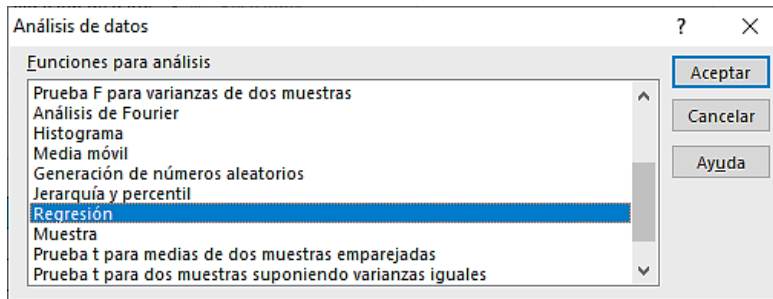 Análisis de datos
?
Funciones para análisis
Prueba F para varianzas de dos muestras
Análisis de Fourier
Histograma
Media móvil
Generación de números aleatorios
Jerarquía y percentil
Regresión
Muestra
Prueba t para medias de dos muestras emparejadas
Prueba t para dos muestras suponiendo varianzas iguales
Aceptar
Cancelar
Ayuda